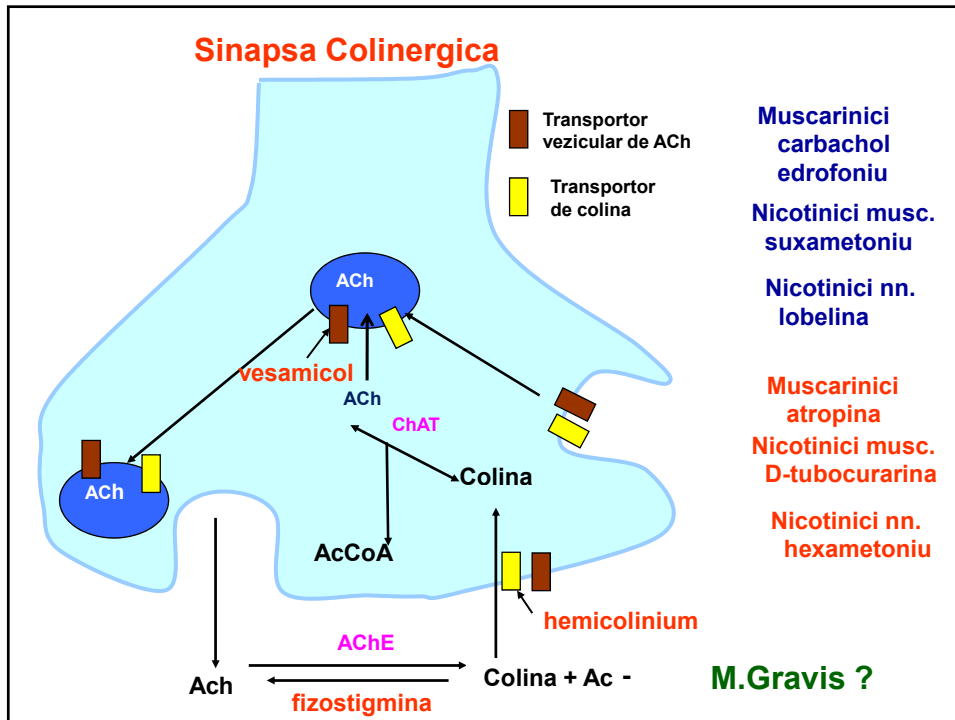 Sinapsa Colinergica
Transportor
vezicular de ACh
Transportor
de colina
Muscarinici
carbachol
edrofoniu
Nicotinici musc.
suxametoniu
Nicotinici nn.
lobelina
Muscarinici
atropina
Nicotinici musc.
D-tubocurarina
Nicotinici nn.
hexametoniu
ACh
vesamicol
ACh
ChAT
Colina
ACh
AcCoA
hemicolinium
AChE
Ach
Colina + Ac -
fizostigmina
M.Gravis ?